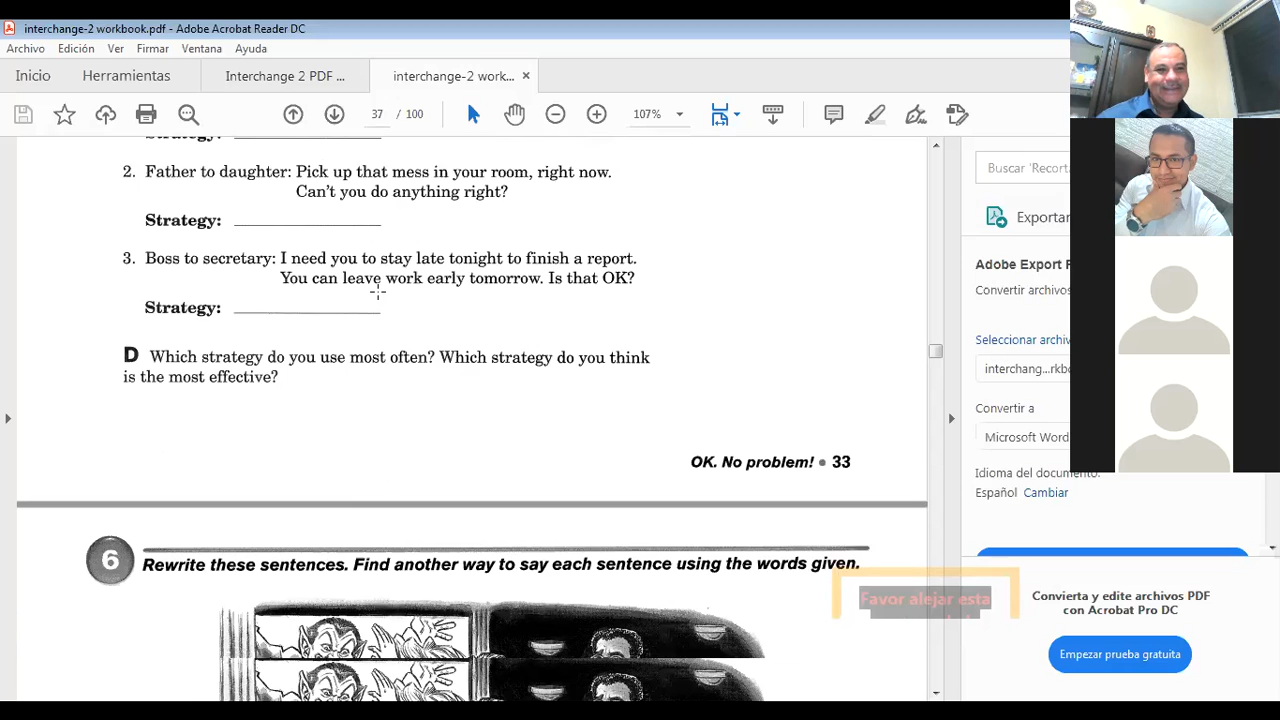 interchange-2 workbook.pdf - Adobe Acrobat Reader DC
Archivo Edición Ver Firmar Ventana Ayuda
Inicio Herramientas Interchange 2 PDF ... interchange-2 work... ×
37 / 100 107%
Strategy:
2. Father to daughter: Pick up that mess in your room, right now.
Can't you do anything right?
Strategy:
3. Boss to secretary: I need you to stay late tonight to finish a report.
You can leave work early tomorrow. Is that OK?
Strategy:
D Which strategy do you use most often? Which strategy do you think
is the most effective?
OK. No problem! • 33
6 Rewrite these sentences. Find another way to say each sentence using the words given.
Favor alejar esta
Buscar 'Recort
Exportar
Adobe Export
Convertir archivos
Seleccionar archiv
interchang...rkb
Convertir a
Microsoft Word
Idioma del documento:
Español Cambiar
Convierta y edite archivos PDF
con Acrobat Pro DC
Empezar prueba gratuita